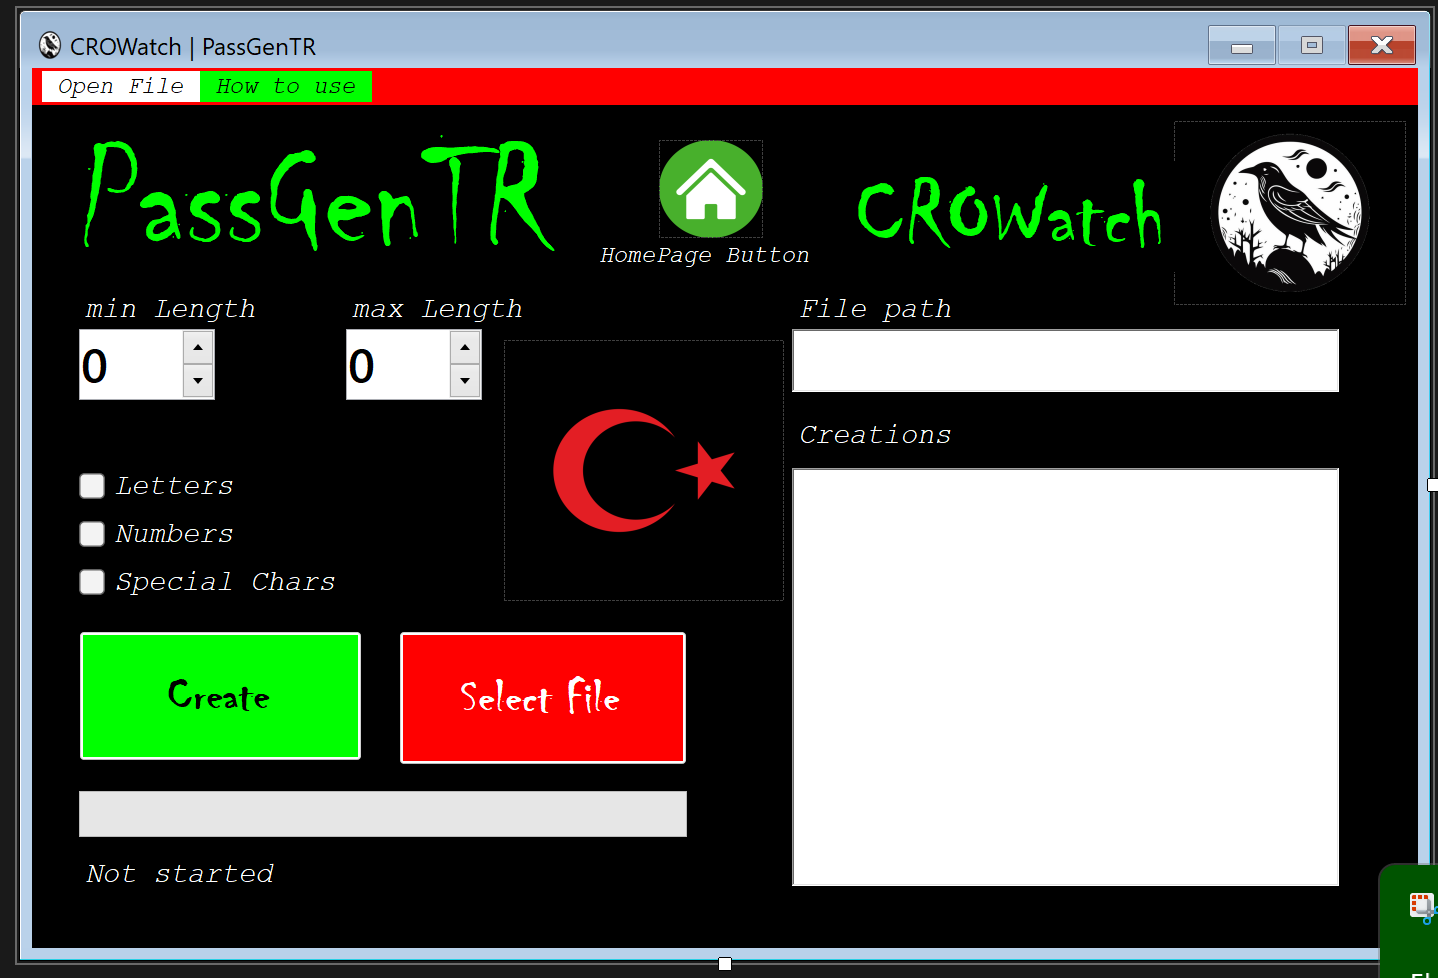 CROWatch | PassGenTR
Open File How to use
PassGenTR
HomePage Button
CROWatch
min Length max Length File path
0 0
Creations
Letters
Numbers
Special Chars
Create Select File
Not started